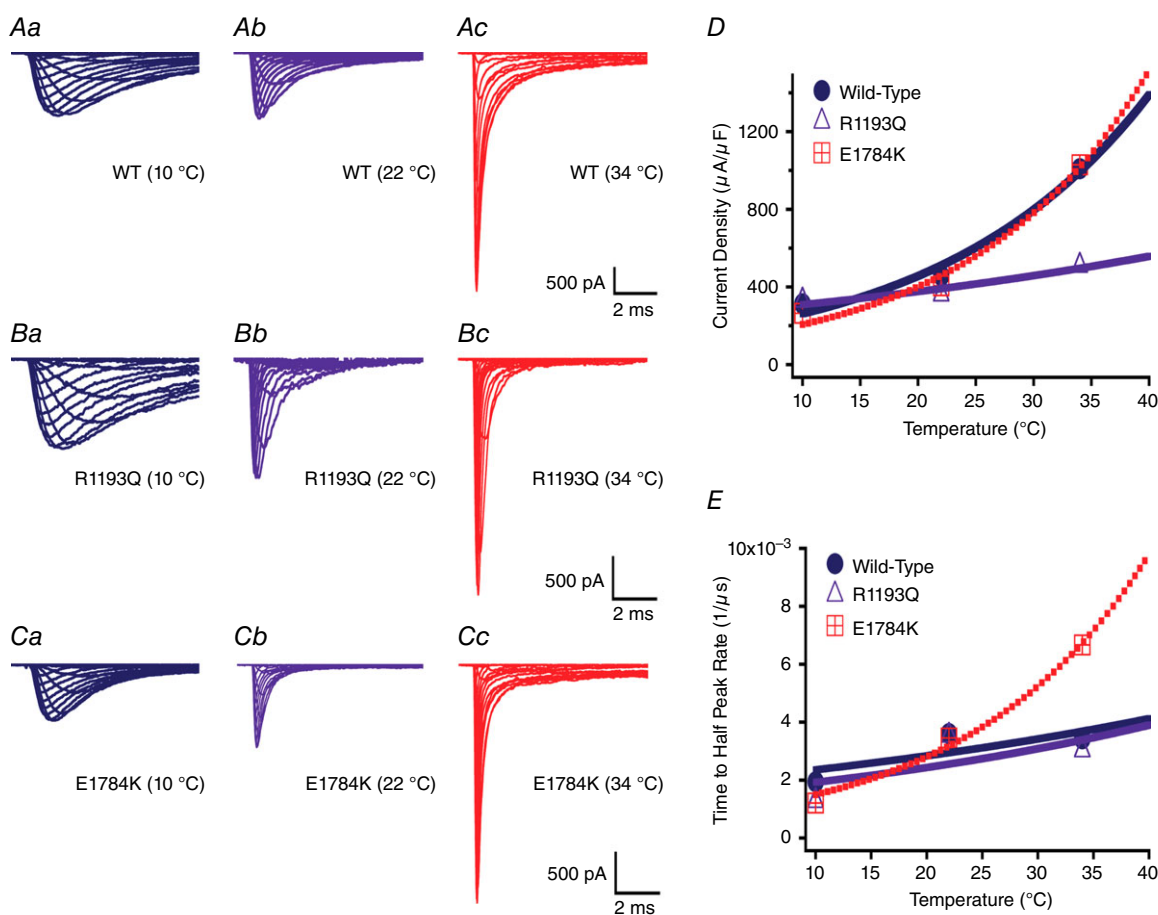 Aa
Ab
Ac
WT (10 °C)
WT (22 °C)
WT (34 °C)
500 pA
2 ms
Ba
Bb
Bc
R1193Q (10 °C)
R1193Q (22 °C)
R1193Q (34 °C)
500 pA
2 ms
Ca
Cb
Cc
E1784K (10 °C)
E1784K (22 °C)
E1784K (34 °C)
500 pA
2 ms
D
Wild-Type
R1193Q
E1784K
Current Density (µA/µF)
1200
800
400
0
10 15 20 25 30 35 40
Temperature (°C)
E
Wild-Type
R1193Q
E1784K
Time to Half Peak Rate (1/µs)
10x10⁻³
6
4
2
0
10 20 25 30 35 40
Temperature (°C)